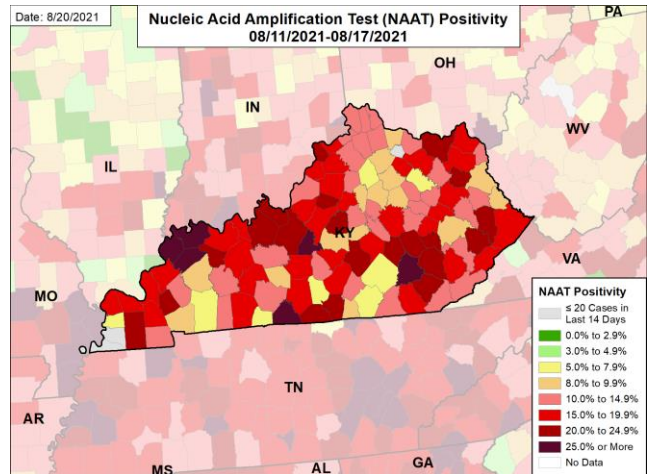 Date: 8/20/2021
Nucleic Acid Amplification Test (NAAT) Positivity
08/11/2021-08/17/2021
PA
OH
IN
WV
IL
KY
VA
MO
TN
AR
MS
AL
GA
NAAT Positivity
≤ 20 Cases in
Last 14 Days
0.0% to 2.9%
3.0% to 4.9%
5.0% to 7.9%
8.0% to 9.9%
10.0% to 14.9%
15.0% to 19.9%
20.0% to 24.9%
25.0% or More
No Data